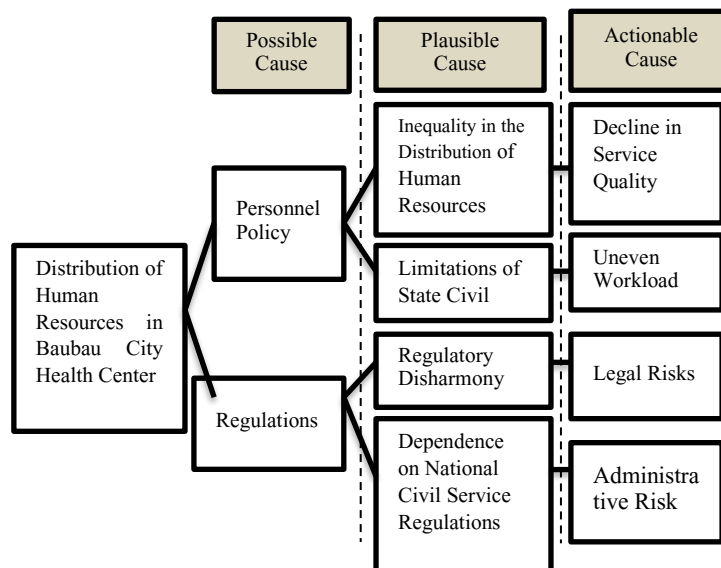 Possible
Cause
Plausible
Cause
Actionable
Cause
Distribution of
Human
Resources in
Baubau City
Health Center
Personnel
Policy
Regulations
Inequality in the
Distribution of
Human
Resources
Limitations of
State Civil
Regulatory
Disharmony
Dependence
on National
Civil Service
Regulations
Decline in
Service
Quality
Uneven
Workload
Legal Risks
Administra
tive Risk